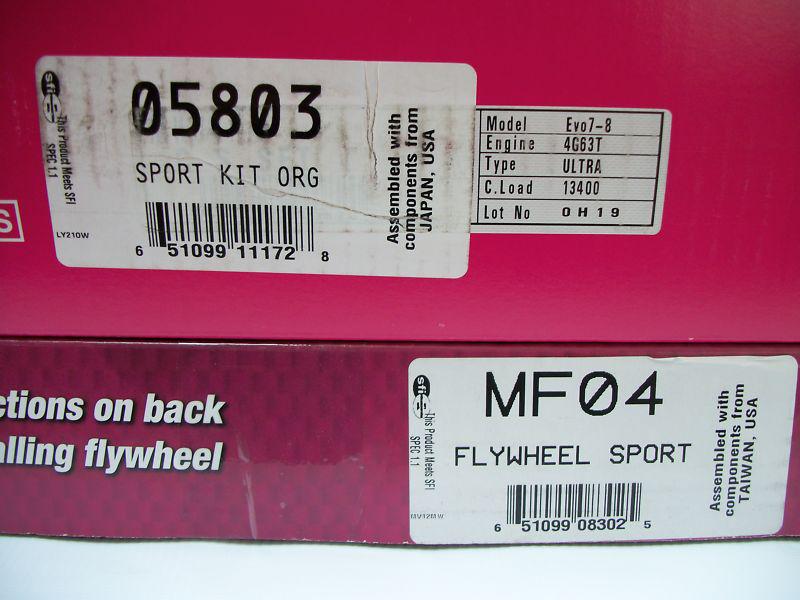 05803
SPORT KIT ORG
sfi
This Product Meets SFI
SPEC 1.1
LY210W
6 51099 11172 8
Assembled with
components from
JAPAN, USA
Model Evo7-8
Engine 4G63T
Type ULTRA
C.Load 13400
Lot No 0H19
S
ctions on back
alling flywheel
MF04
FLYWHEEL SPORT
sfi
This Product Meets SFI
SPEC 1.1
MV12MW
6 51099 08302 5
Assembled with
components from
TAIWAN, USA